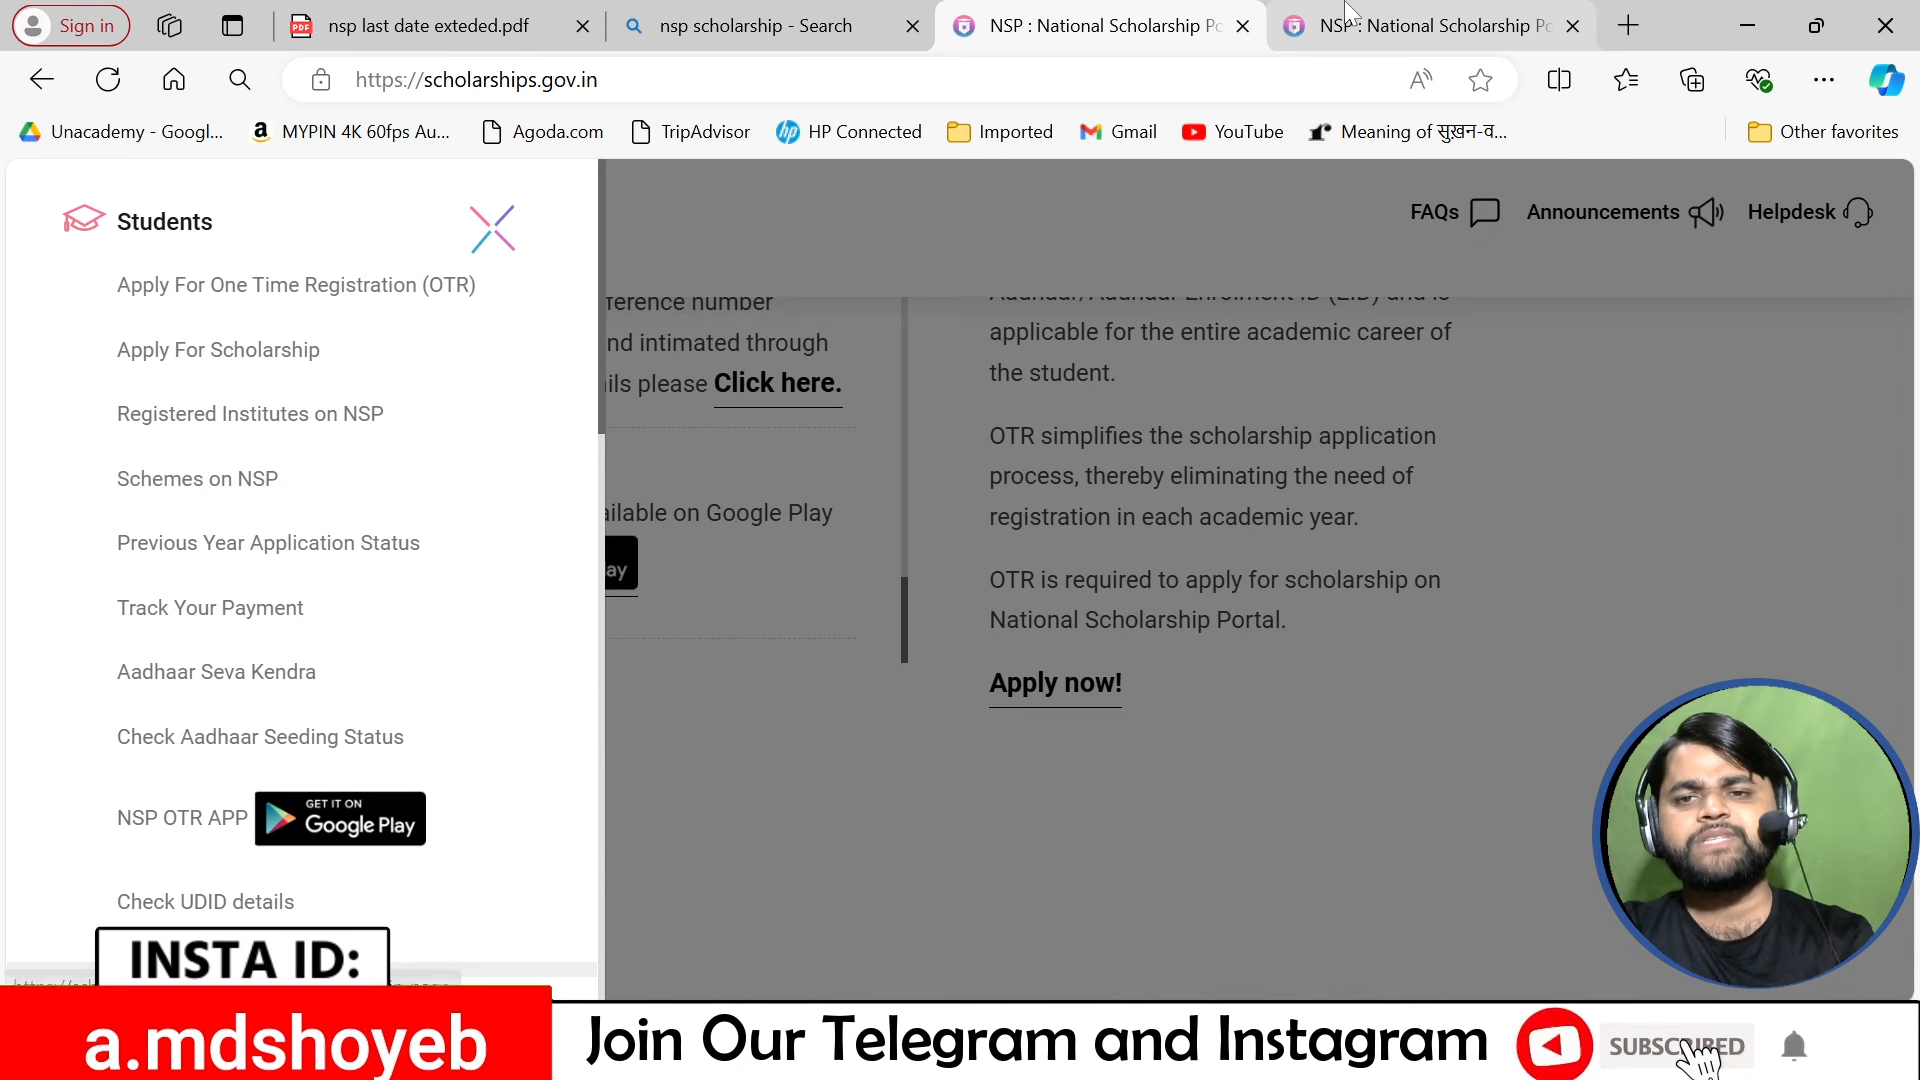 Sign in
nsp last date exteded.pdf
nsp scholarship - Search
NSP : National Scholarship Po
NSP : National Scholarship Po
https://scholarships.gov.in
Unacademy - Googl...
MYPIN 4K 60fps Au...
Agoda.com
TripAdvisor
HP Connected
Imported
Gmail
YouTube
Meaning of सुख़न-व...
Other favorites
FAQs
Announcements
Helpdesk
Students
Apply For One Time Registration (OTR)
Apply For Scholarship
Registered Institutes on NSP
Schemes on NSP
Previous Year Application Status
Track Your Payment
Aadhaar Seva Kendra
Check Aadhaar Seeding Status
NSP OTR APP
GET IT ON
Google Play
Check UDID details
ference number
nd intimated through
ils please Click here.
ailable on Google Play
ay
applicable for the entire academic career of
the student.
OTR simplifies the scholarship application
process, thereby eliminating the need of
registration in each academic year.
OTR is required to apply for scholarship on
National Scholarship Portal.
Apply now!
INSTA ID:
a.mdshoyeb
Join Our Telegram and Instagram
SUBSCRIBED